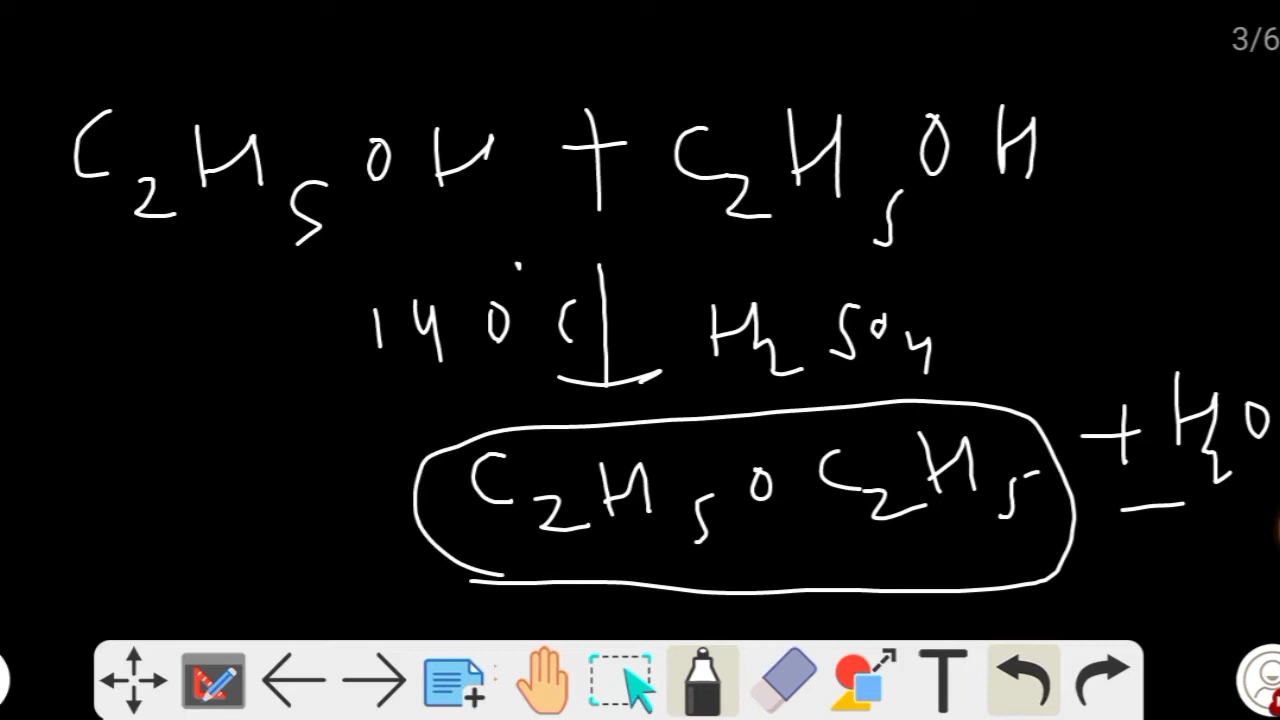 3/6
C2H5OH + C2H5OH
140°C H2SO4
C2H5OC2H5 + H2O
T